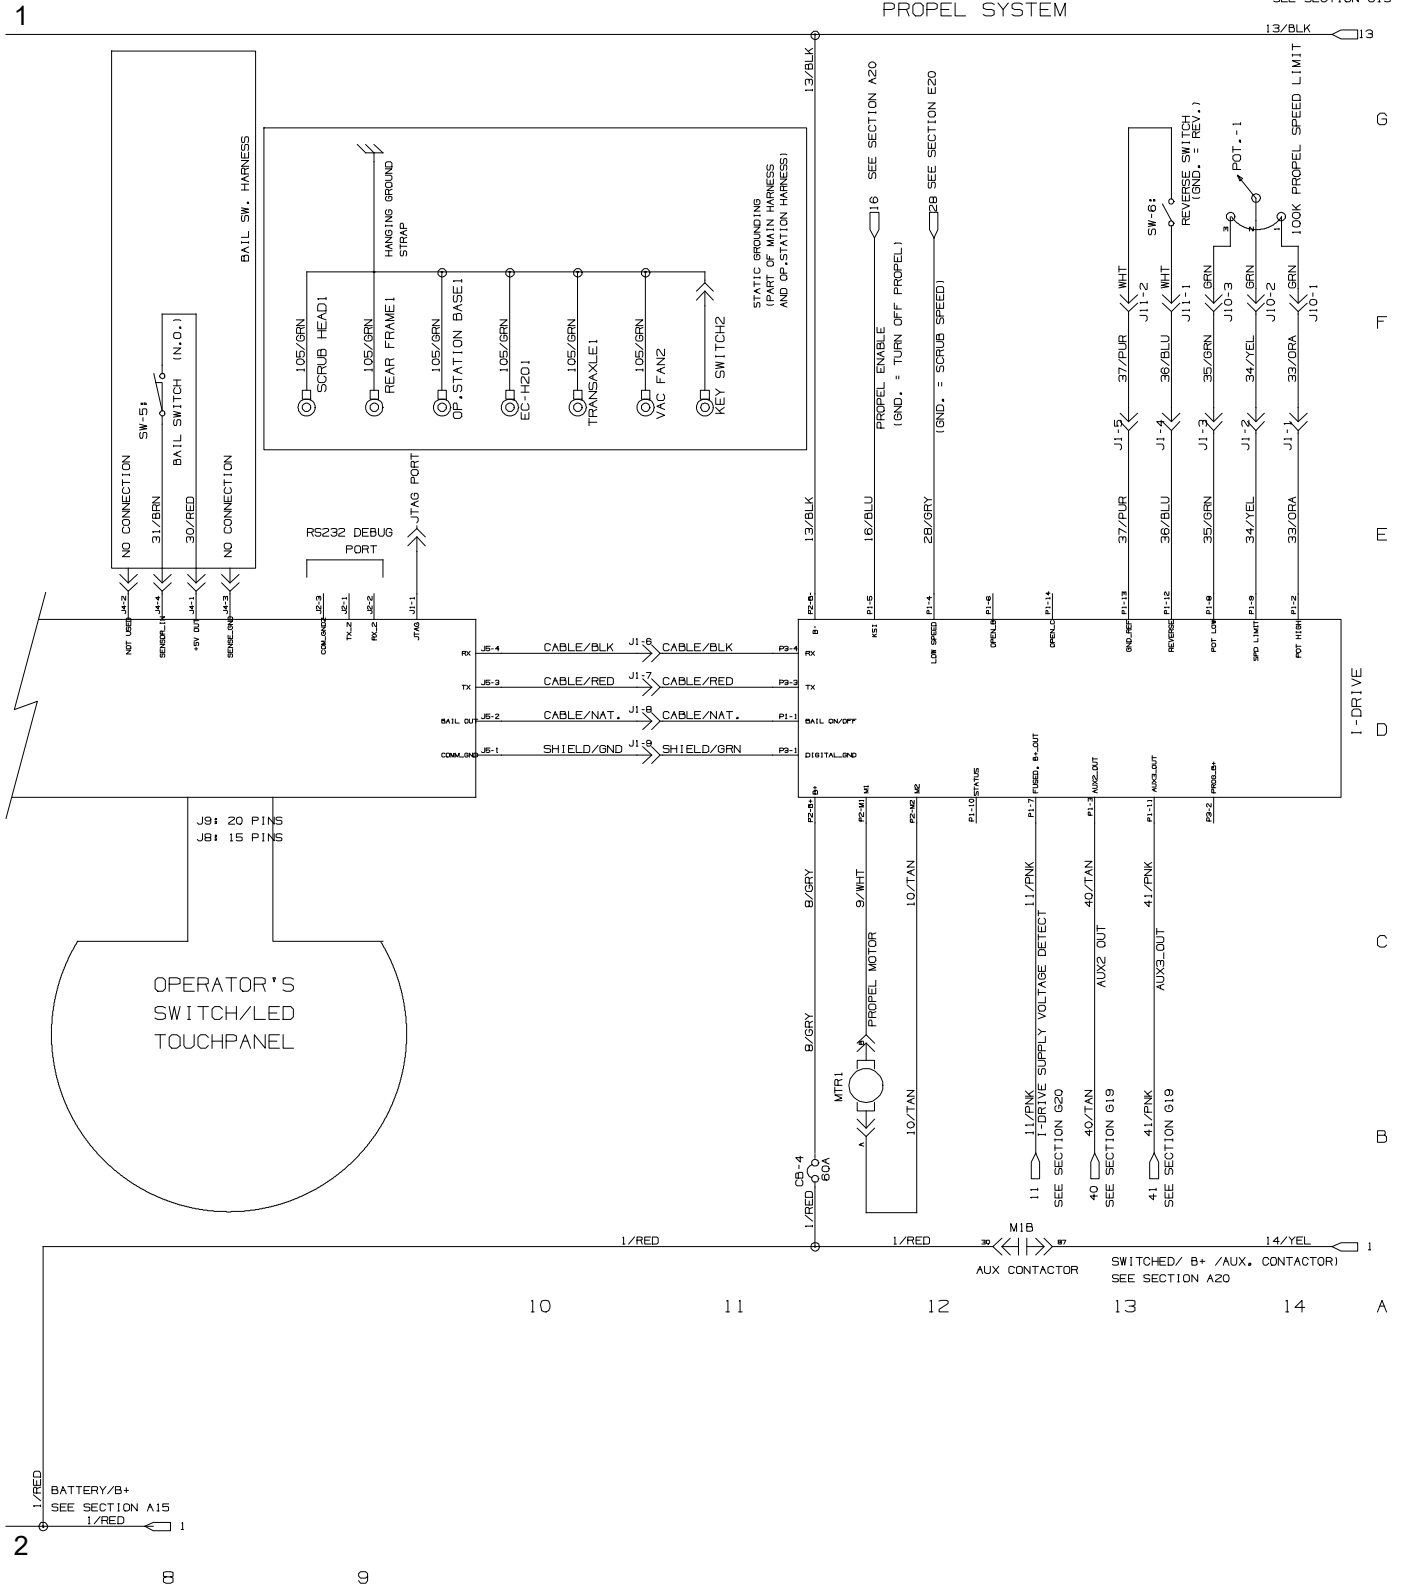 1
PROPEL SYSTEM
13/BLK
13
G
F
E
D
C
B
A
BAIL SW. HARNESS
SW-5:
BAIL SWITCH (N.O.)
NO CONNECTION
31/BRN
30/RED
NO CONNECTION
HANGING GROUND
STRAP
STATIC GROUNDING
(PART OF MAIN HARNESS
AND OP.STATION HARNESS)
105/GRN
SCRUB HEAD1
105/GRN
REAR FRAME1
105/GRN
OP.STATION BASE1
105/GRN
EC-H2O1
105/GRN
TRANSAXLE1
105/GRN
VAC FAN2
KEY SWITCH2
RS232 DEBUG
PORT
JTAG PORT
13/BLK
13/BLK
16 SEE SECTION A20
PROPEL ENABLE
(GND. = TURN OFF PROPEL)
16/BLU
28 SEE SECTION E20
(GND. = SCRUB SPEED)
28/GRY
SW-6:
REVERSE SWITCH
(GND. = REV.)
POT.-1
3
2
1
100K PROPEL SPEED LIMIT
WHT
WHT
GRN
GRN
GRN
J11-2
J11-1
J10-3
J10-2
J10-1
37/PUR
36/BLU
35/GRN
34/YEL
33/ORA
J1-5
J1-4
J1-3
J1-2
J1-1
37/PUR
36/BLU
35/GRN
34/YEL
33/ORA
J4-2
J4-4
J4-1
J4-3
J2-3
J2-1
J2-2
J1-1
NOT USED
SENSOR_IN
+5V OUT
SENSE_GND
COM_GND2
TX_2
RX_2
JTAG
P2-B-
P1-5
P1-4
P1-6
P1-14
P1-13
P1-12
P1-8
P1-9
P1-2
B-
KSI
LOW SPEED
OPEN_B
OPEN_C
GND_REF
REVERSE
POT LOW
SPD LIMIT
POT HIGH
RX J5-4 CABLE/BLK J1-6 CABLE/BLK P3-4 RX
TX J5-3 CABLE/RED J1-7 CABLE/RED P3-3 TX
BAIL OUT J5-2 CABLE/NAT. J1-8 CABLE/NAT. P1-1 BAIL ON/OFF
COMM_GND J5-1 SHIELD/GND J1-9 SHIELD/GRN P3-1 DIGITAL_GND
I-DRIVE
B+
M1
M2
STATUS
FUSED. B+_OUT
AUX2_OUT
AUX3_OUT
PROG_B+
P2-B+
P2-M1
P2-M2
P1-10
P1-7
P1-3
P1-11
P3-2
J9: 20 PINS
J8: 15 PINS
OPERATOR'S
SWITCH/LED
TOUCHPANEL
8/GRY
9/WHT
10/TAN
11/PNK
40/TAN
41/PNK
8/GRY
PROPEL MOTOR
B
MTR1
A
10/TAN
I-DRIVE SUPPLY VOLTAGE DETECT
AUX2 OUT
AUX3_OUT
11/PNK
11
SEE SECTION G20
40/TAN
40
SEE SECTION G19
41/PNK
41
SEE SECTION G19
CB-4
60A
1/RED
1/RED
1/RED
30
M1B
87
AUX CONTACTOR
14/YEL
1
SWITCHED/ B+ /AUX. CONTACTOR)
SEE SECTION A20
10
11
12
13
14
1/RED
BATTERY/B+
SEE SECTION A15
1/RED
1
2
8
9